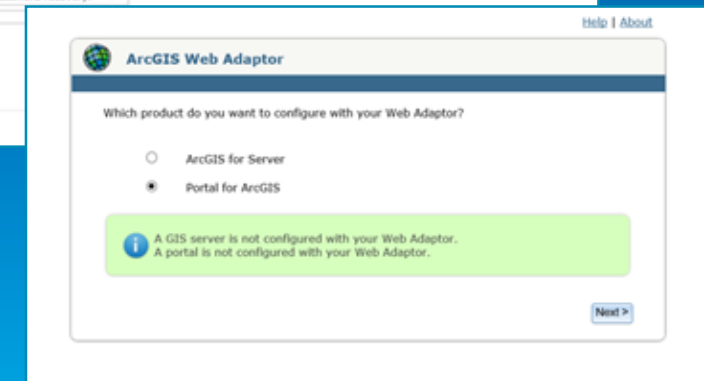 Help | About
ArcGIS Web Adaptor
Which product do you want to configure with your Web Adaptor?
ArcGIS for Server
Portal for ArcGIS
A GIS server is not configured with your Web Adaptor.
A portal is not configured with your Web Adaptor.
Next >